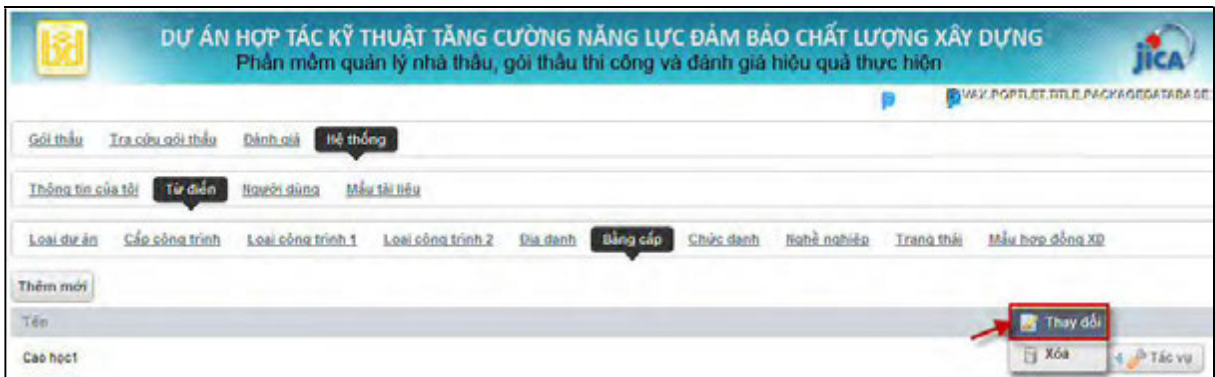 DỰ ÁN HỢP TÁC KỸ THUẬT TĂNG CƯỜNG NĂNG LỰC ĐẢM BẢO CHẤT LƯỢNG XÂY DỰNG
Phần mềm quản lý nhà thầu, gói thầu thi công và đánh giá hiệu quả thực hiện
jica
VAX.PORTLET.TITLE.PACKAGEDATABASE
Gói thầu Tra cứu gói thầu Đánh giá Hệ thống
Thông tin của tôi Từ điển Người dùng Mẫu tài liệu
Loại dự án Cấp công trình Loại công trình 1 Loại công trình 2 Địa danh Bằng cấp Chức danh Nghề nghiệp Trạng thái Mẫu hợp đồng XD
Thêm mới
Tên
Thay đổi
Cao học1 Xóa Tác vụ